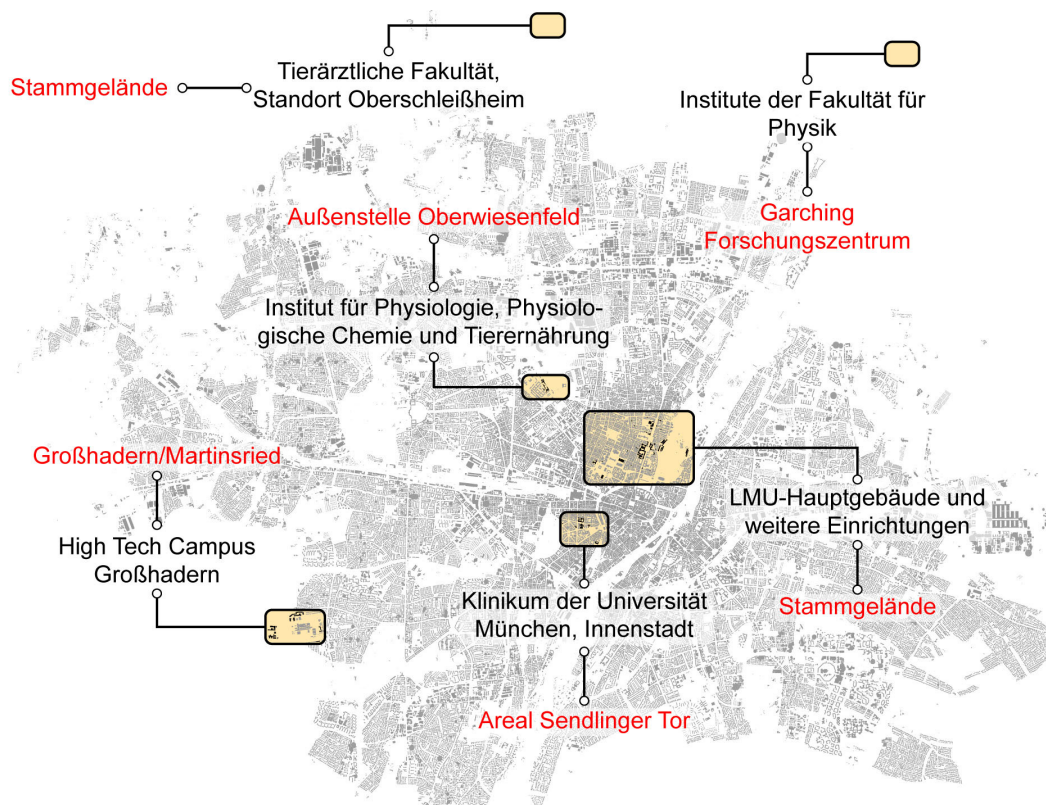 Tierärztliche Fakultät,
Standort Oberschleißheim
Stammgelände
Institute der Fakultät für
Physik
Garching
Forschungszentrum
Außenstelle Oberwiesenfeld
Institut für Physiologie, Physiolo-
gische Chemie und Tierernährung
Großhadern/Martinsried
High Tech Campus
Großhadern
LMU-Hauptgebäude und
weitere Einrichtungen
Stammgelände
Klinikum der Universität
München, Innenstadt
Areal Sendlinger Tor